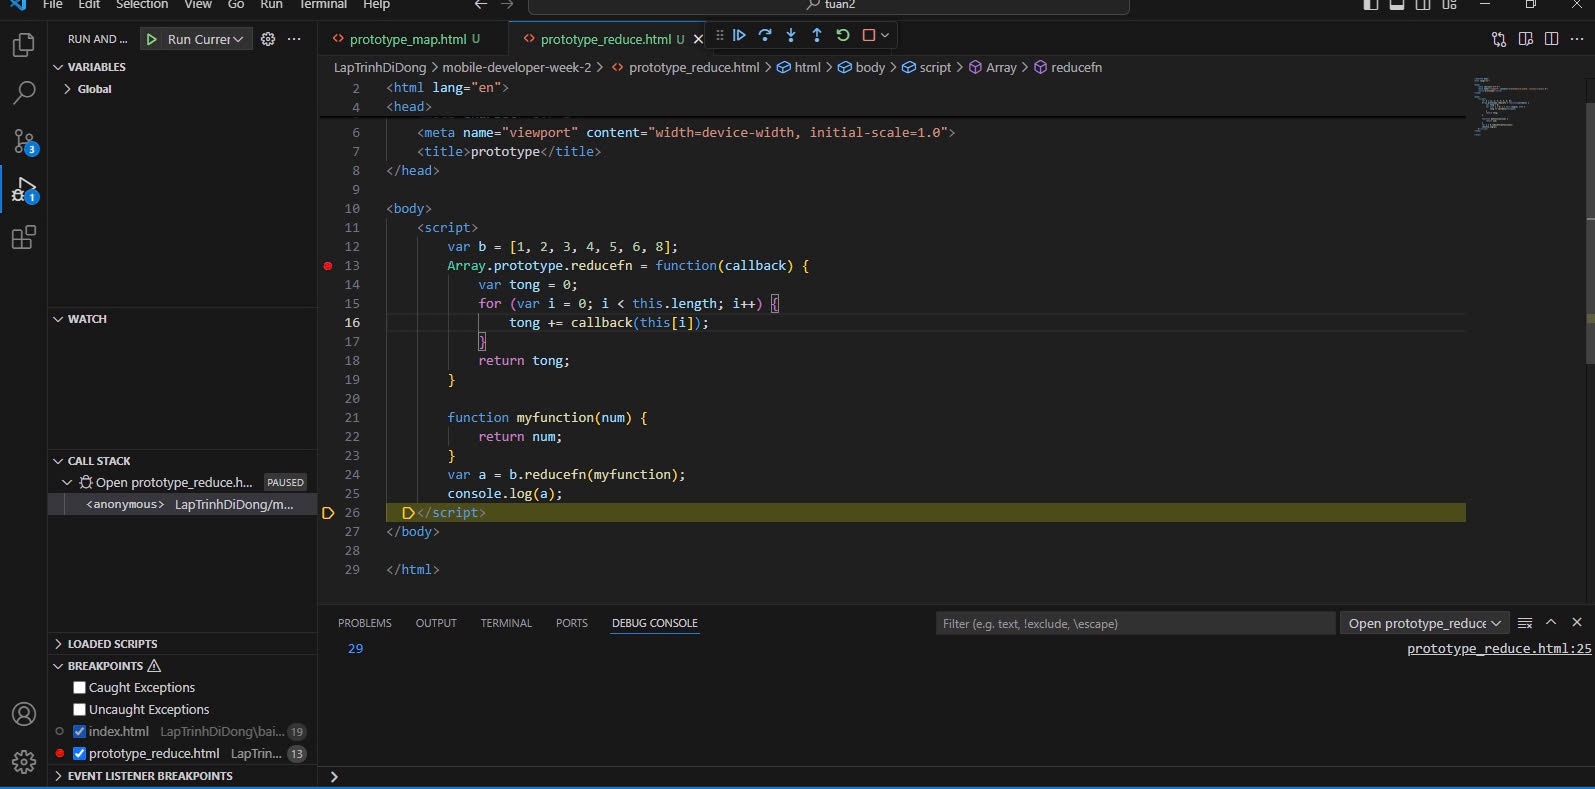 File Edit Selection View Go Run Terminal Help tuan2
RUN AND ... Run Currer
prototype_map.html U prototype_reduce.html U
LapTrinhDiDong > mobile-developer-week-2 > prototype_reduce.html > html > body > script > Array > reducefn
VARIABLES
Global
WATCH
CALL STACK
Open prototype_reduce.h... PAUSED
<anonymous> LapTrinhDiDong/m...
LOADED SCRIPTS
BREAKPOINTS
Caught Exceptions
Uncaught Exceptions
index.html LapTrinhDiDong\bai... 19
prototype_reduce.html LapTrin... 13
EVENT LISTENER BREAKPOINTS
3
1
2 <html lang="en">
4 <head>
6 <meta name="viewport" content="width=device-width, initial-scale=1.0">
7 <title>prototype</title>
8 </head>
9
10 <body>
11 <script>
12 var b = [1, 2, 3, 4, 5, 6, 8];
13 Array.prototype.reducefn = function(callback) {
14 var tong = 0;
15 for (var i = 0; i < this.length; i++) {
16 tong += callback(this[i]);
17 }
18 return tong;
19 }
20
21 function myfunction(num) {
22 return num;
23 }
24 var a = b.reducefn(myfunction);
25 console.log(a);
26 </script>
27 </body>
28
29 </html>
PROBLEMS OUTPUT TERMINAL PORTS DEBUG CONSOLE Filter (e.g. text, !exclude, \escape) Open prototype_reduce
29 prototype_reduce.html:25